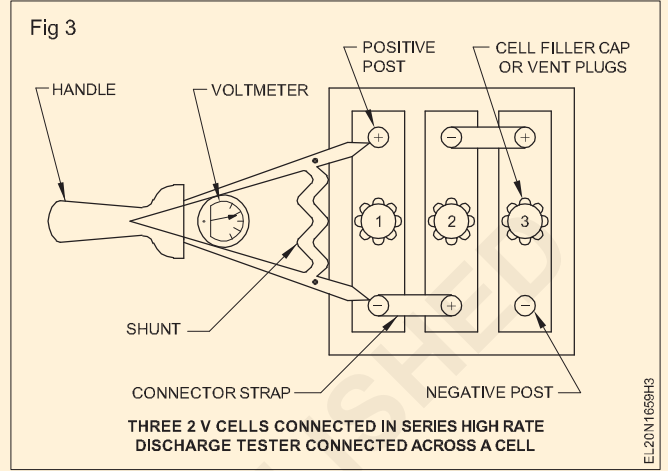 Fig 3
POSITIVE
POST
CELL FILLER CAP
OR VENT PLUGS
HANDLE
VOLTMETER
+
-
+
1
2
3
-
+
-
SHUNT
CONNECTOR STRAP
NEGATIVE POST
THREE 2 V CELLS CONNECTED IN SERIES HIGH RATE
DISCHARGE TESTER CONNECTED ACROSS A CELL
EL20N1659H3